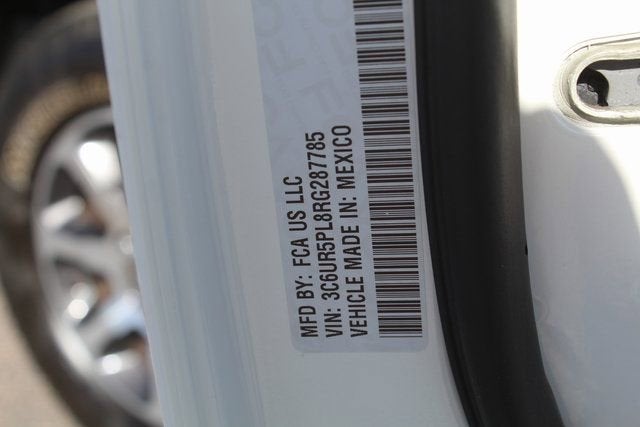 MFD BY: FCA US LLC
VIN: 3C6UR5PL8RG287785
VEHICLE MADE IN: MEXICO